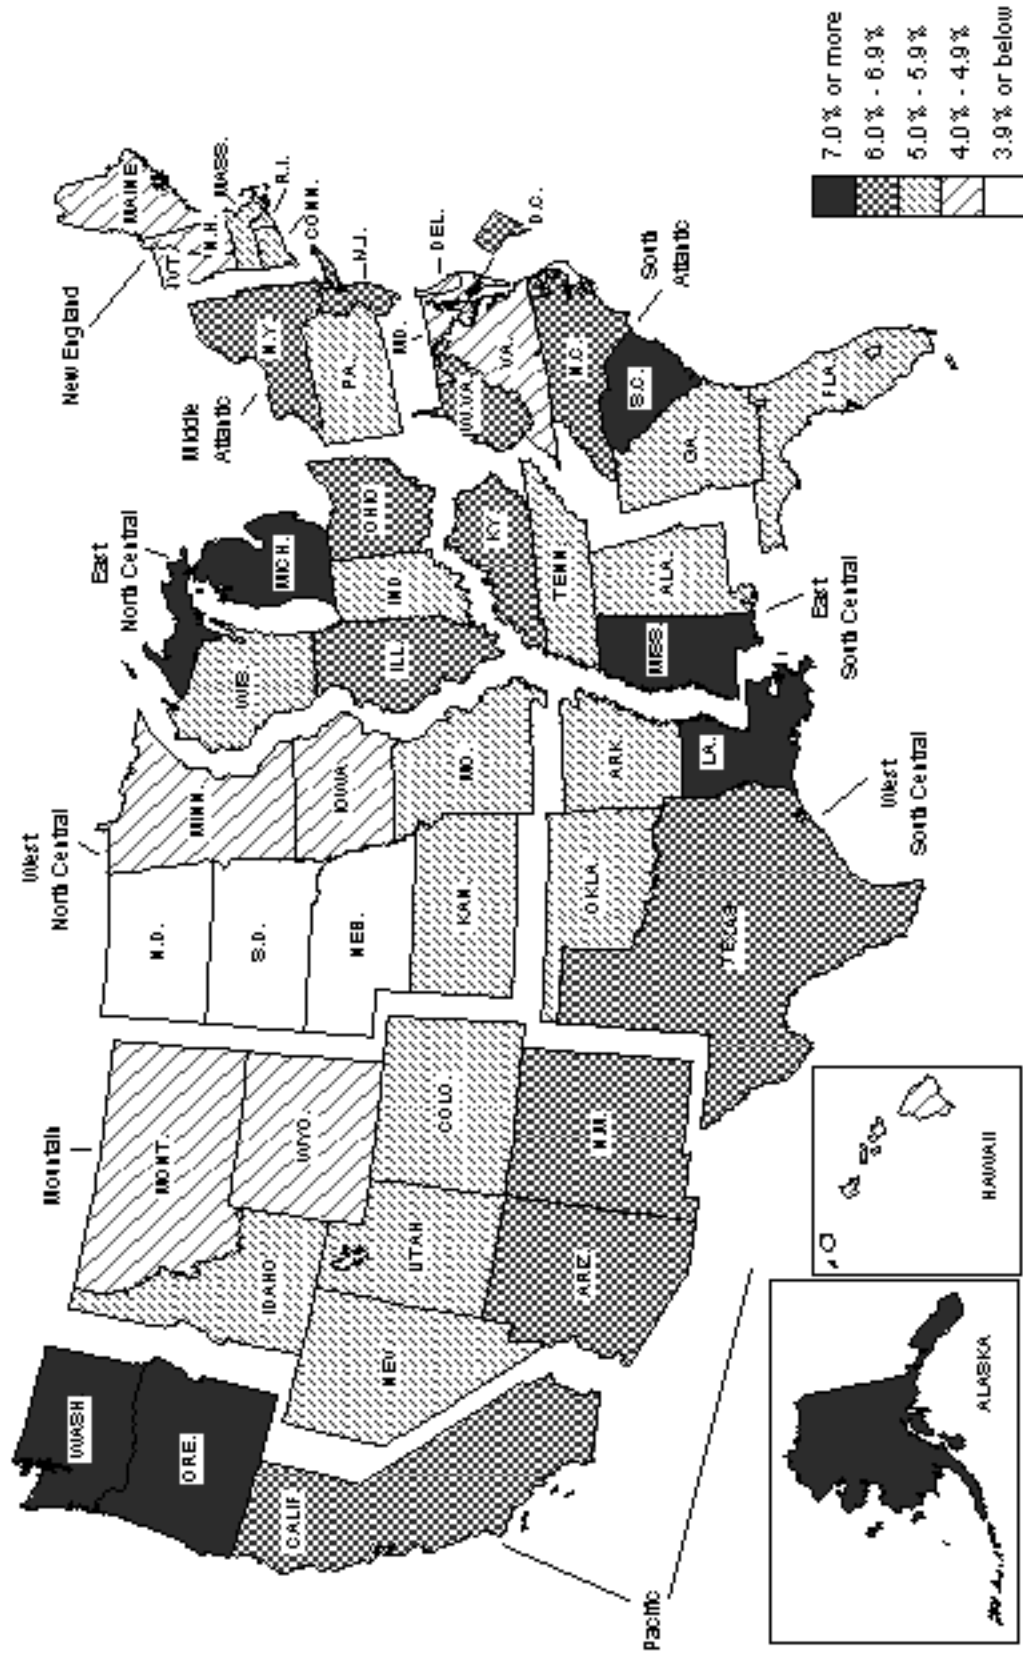 Pacific
Mountain
West
North Central
East
North Central
Middle
Atlantic
New England
South
Atlantic
East
South Central
West
South Central
WASH
ORE.
CALIF
NEV
IDAHO
MONT.
WYO
UTAH
COLO
ARIZ
N.M.
N.D.
S.D.
NEB.
KAN.
MINN
IOWA
MO.
OKLA
ARK.
TEXAS
LA.
WIS.
MICH.
ILL.
IND
OHIO
KY.
TENN
MISS.
ALA.
N.Y.
PA.
N.J.
MAINE
VT.
N.H.
MASS.
R.I.
CONN.
MD.
DEL.
D.C.
W.VA.
VA.
N.C.
S.C.
GA.
FLA.
ALASKA
HAWAII
7.0% or more
6.0% - 6.9%
5.0% - 5.9%
4.0% - 4.9%
3.9% or below